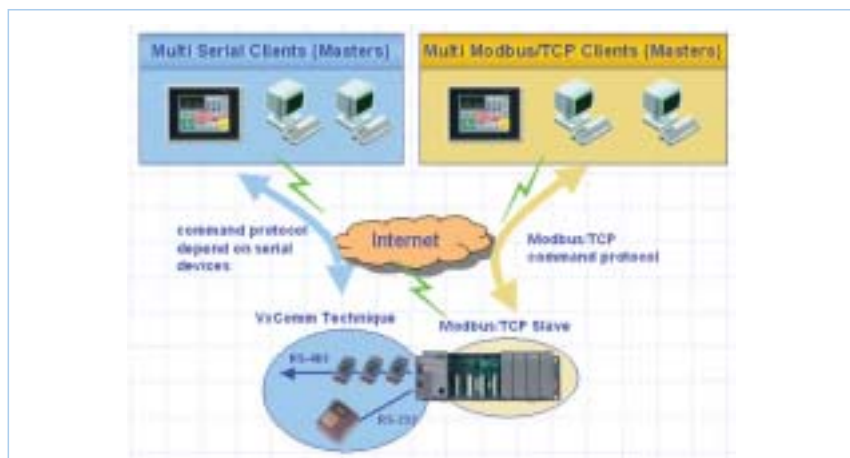 Multi Serial Clients (Masters)
Multi Modbus/TCP Clients (Masters)
command protocol
depend on serial
devices
Internet
Modbus/TCP
command protocol
VxComm Technique
Modbus/TCP Slave
RS-485
RS-232